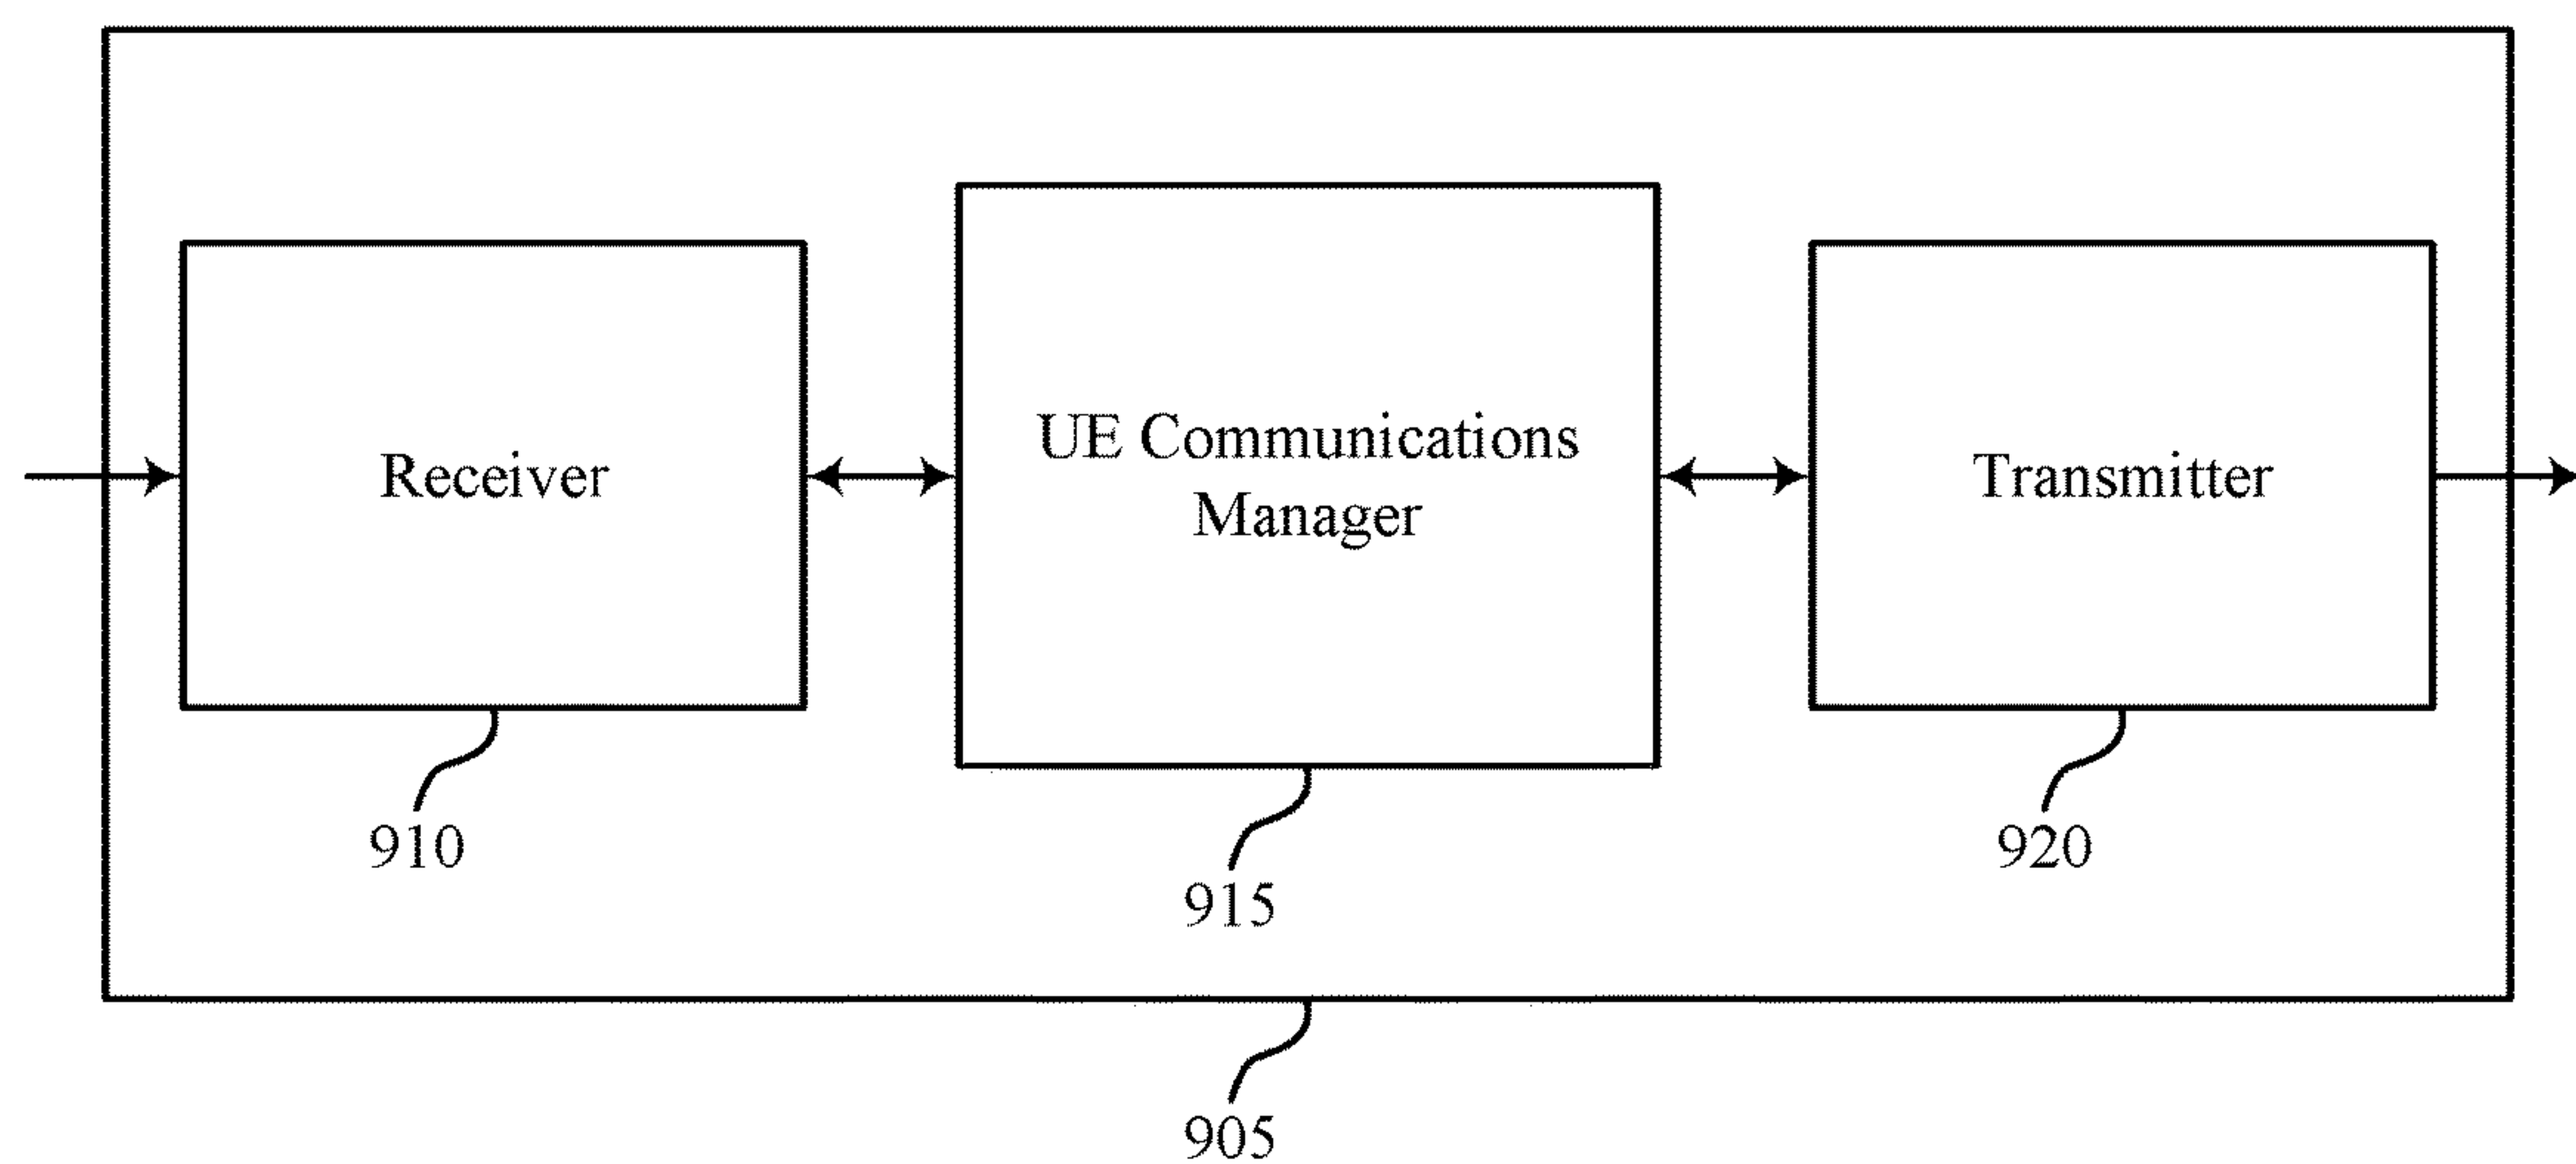 Receiver
UE Communications
Manager
Transmitter
910
915
920
905